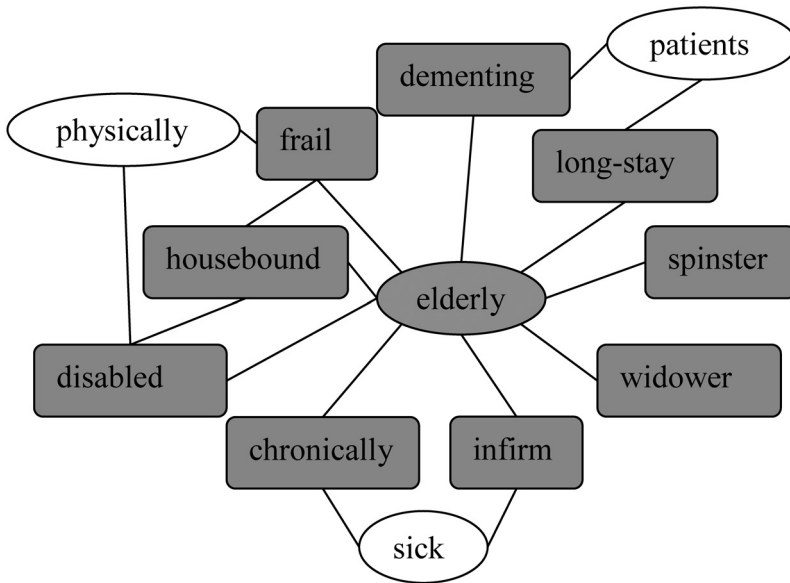 patients
dementing
physically
frail
long-stay
housebound
spinster
elderly
disabled
widower
chronically
infirm
sick